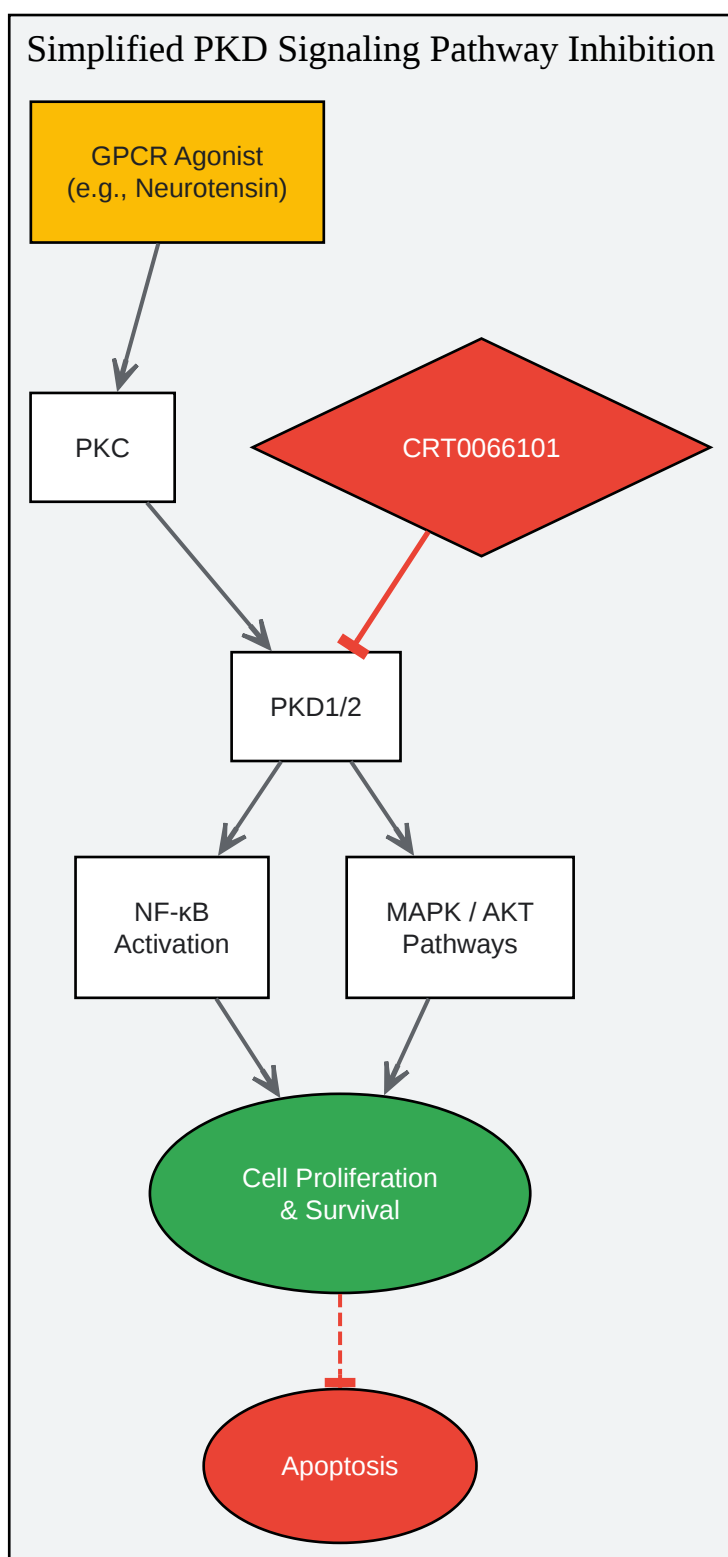 Simplified PKD Signaling Pathway Inhibition
GPCR Agonist
(e.g., Neurotensin)
PKC
CRT0066101
PKD1/2
NF-κB
Activation
MAPK / AKT
Pathways
Cell Proliferation
& Survival
Apoptosis